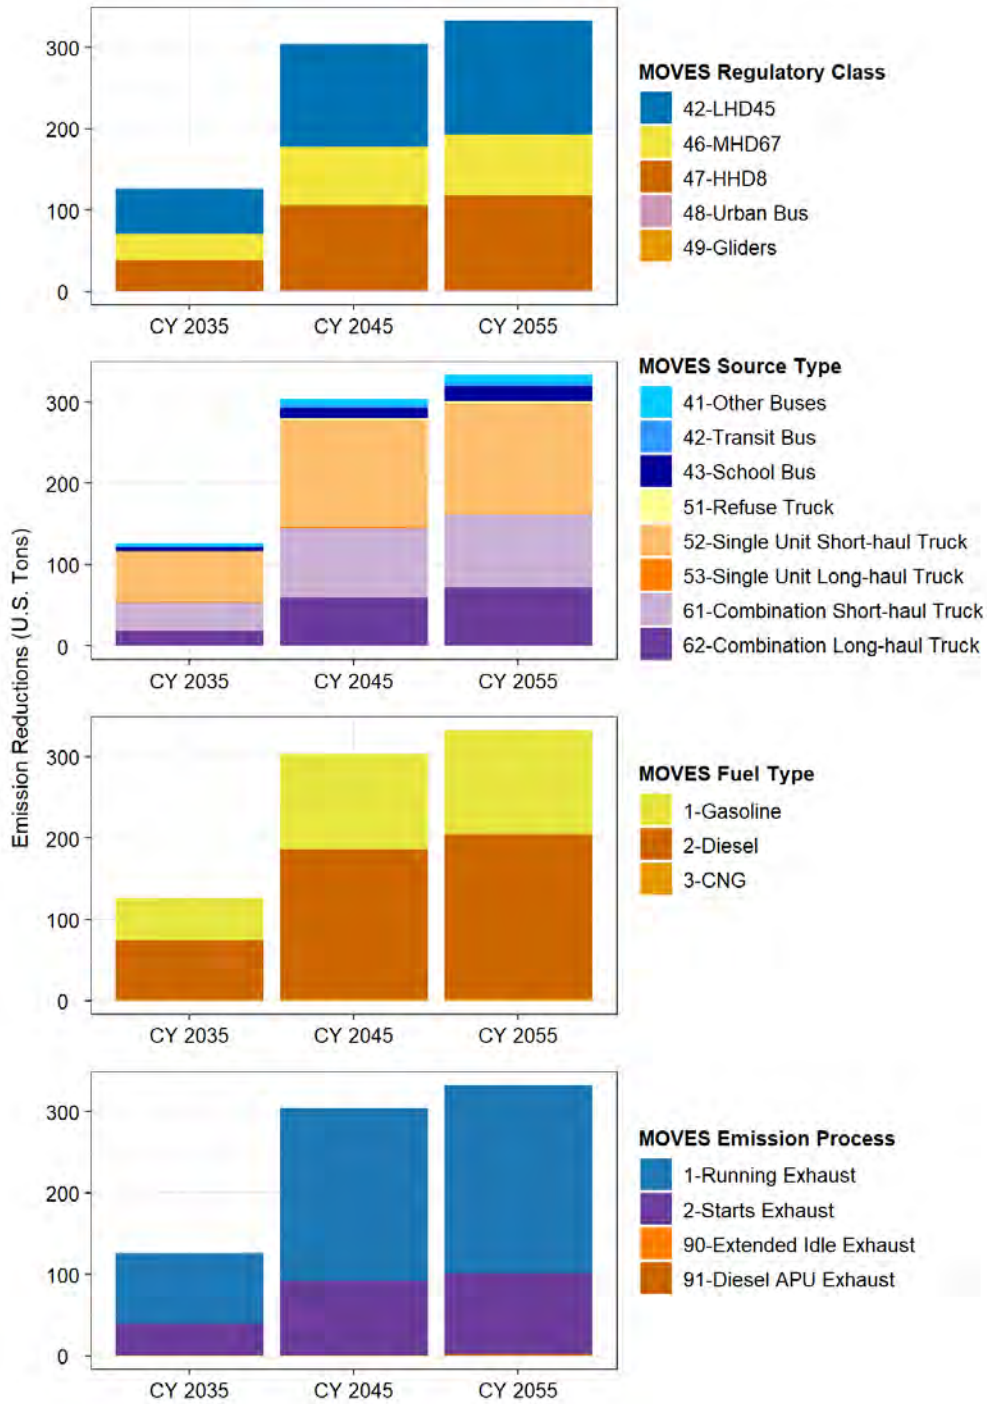 Emission Reductions (U.S. Tons)
300
200
100
0
CY 2035
CY 2045
CY 2055
MOVES Regulatory Class
42-LHD45
46-MHD67
47-HHD8
48-Urban Bus
49-Gliders
300
200
100
0
CY 2035
CY 2045
CY 2055
MOVES Source Type
41-Other Buses
42-Transit Bus
43-School Bus
51-Refuse Truck
52-Single Unit Short-haul Truck
53-Single Unit Long-haul Truck
61-Combination Short-haul Truck
62-Combination Long-haul Truck
300
200
100
0
CY 2035
CY 2045
CY 2055
MOVES Fuel Type
1-Gasoline
2-Diesel
3-CNG
300
200
100
0
CY 2035
CY 2045
CY 2055
MOVES Emission Process
1-Running Exhaust
2-Starts Exhaust
90-Extended Idle Exhaust
91-Diesel APU Exhaust